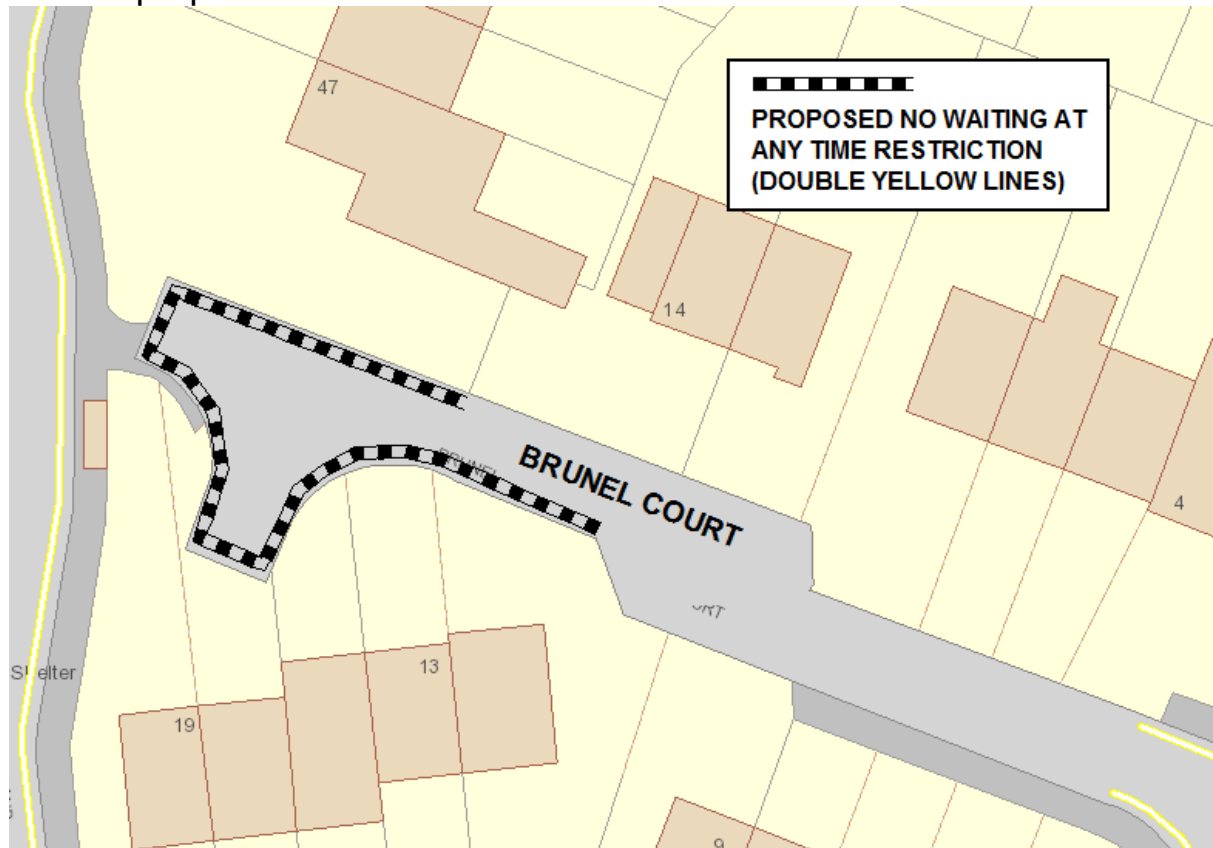 47
PROPOSED NO WAITING AT
ANY TIME RESTRICTION
(DOUBLE YELLOW LINES)
14
BRUNEL COURT
4
Shelter
13
19
9